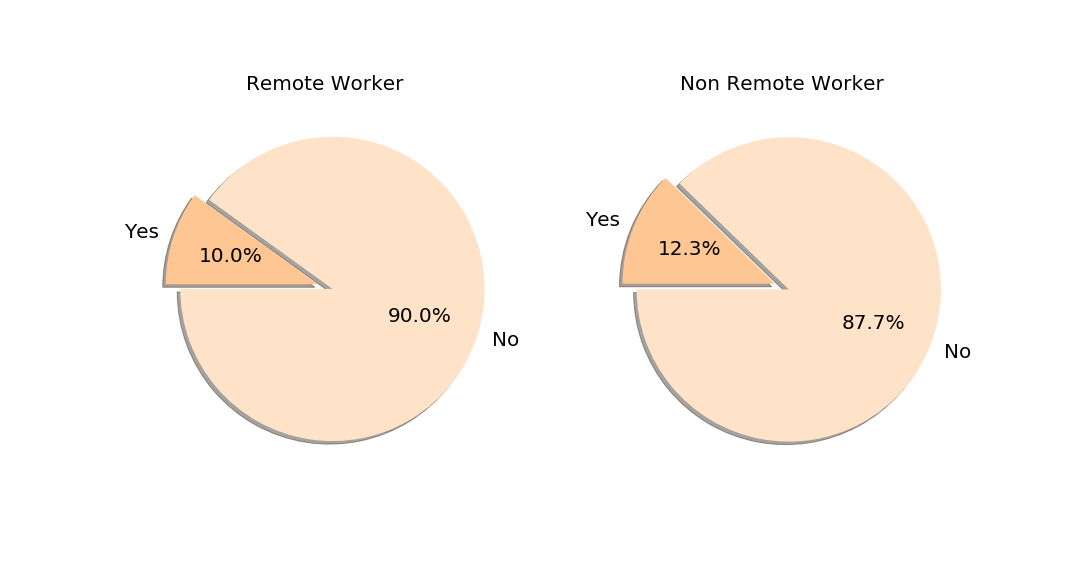 Remote Worker
Yes
10.0%
90.0%
No
Non Remote Worker
Yes
12.3%
87.7%
No